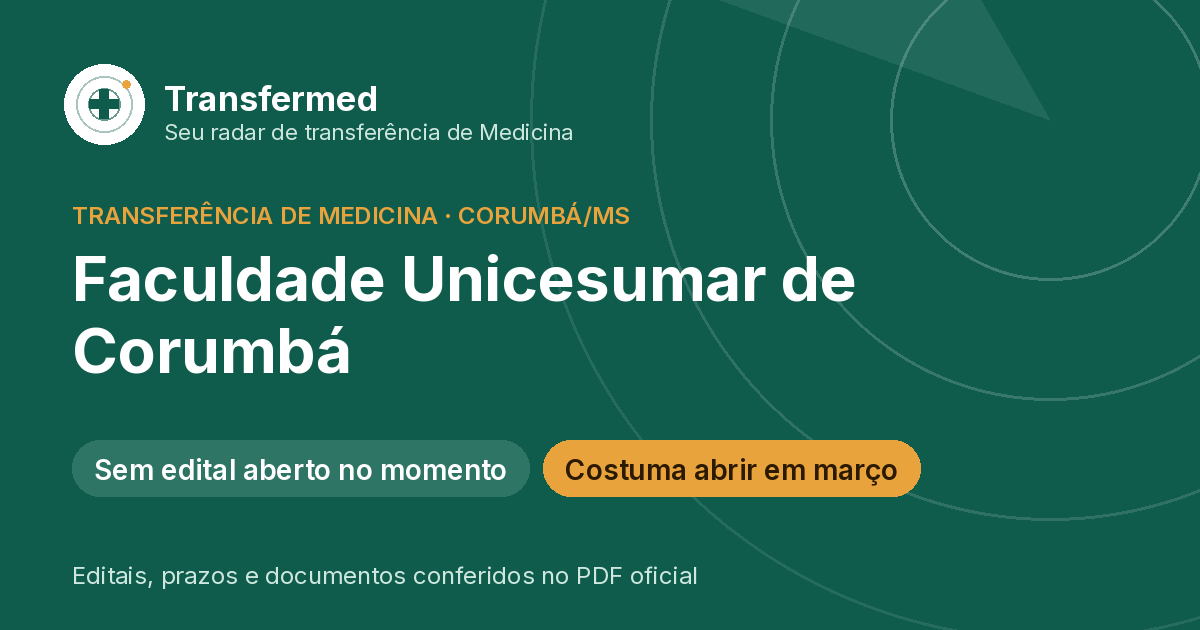 Transfermed
Seu radar de transferência de Medicina
TRANSFERÊNCIA DE MEDICINA · CORUMBÁ/MS
Faculdade Unicesumar de
Corumbá
Sem edital aberto no momento
Costuma abrir em março
Editais, prazos e documentos conferidos no PDF oficial